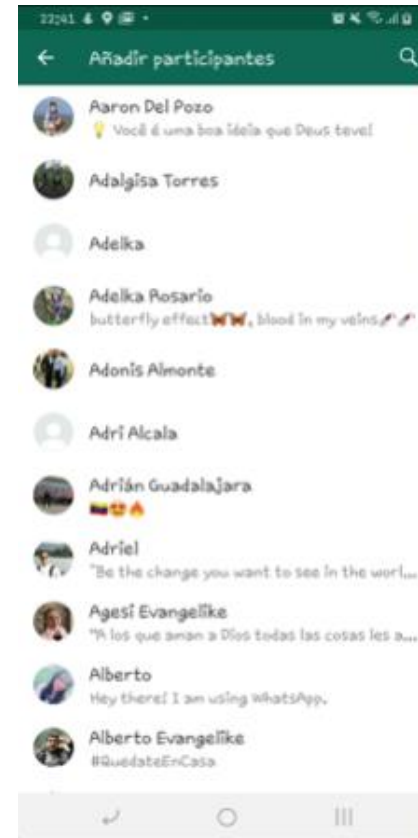 22:41
Añadir participantes
Aaron Del Pozo
💡 Você é uma boa ideia que Deus teve!
Adalgisa Torres
Adelka
Adelka Rosario
butterfly effect🦋🦋, blood in my veins💉💉
Adonis Almonte
Adri Alcala
Adrián Guadalajara
🇻🇪😍🔥
Adriel
"Be the change you want to see in the worl...
Agesi Evangelike
"A los que aman a Dios todas las cosas les a...
Alberto
Hey there! I am using WhatsApp.
Alberto Evangelike
#QuedateEnCasa